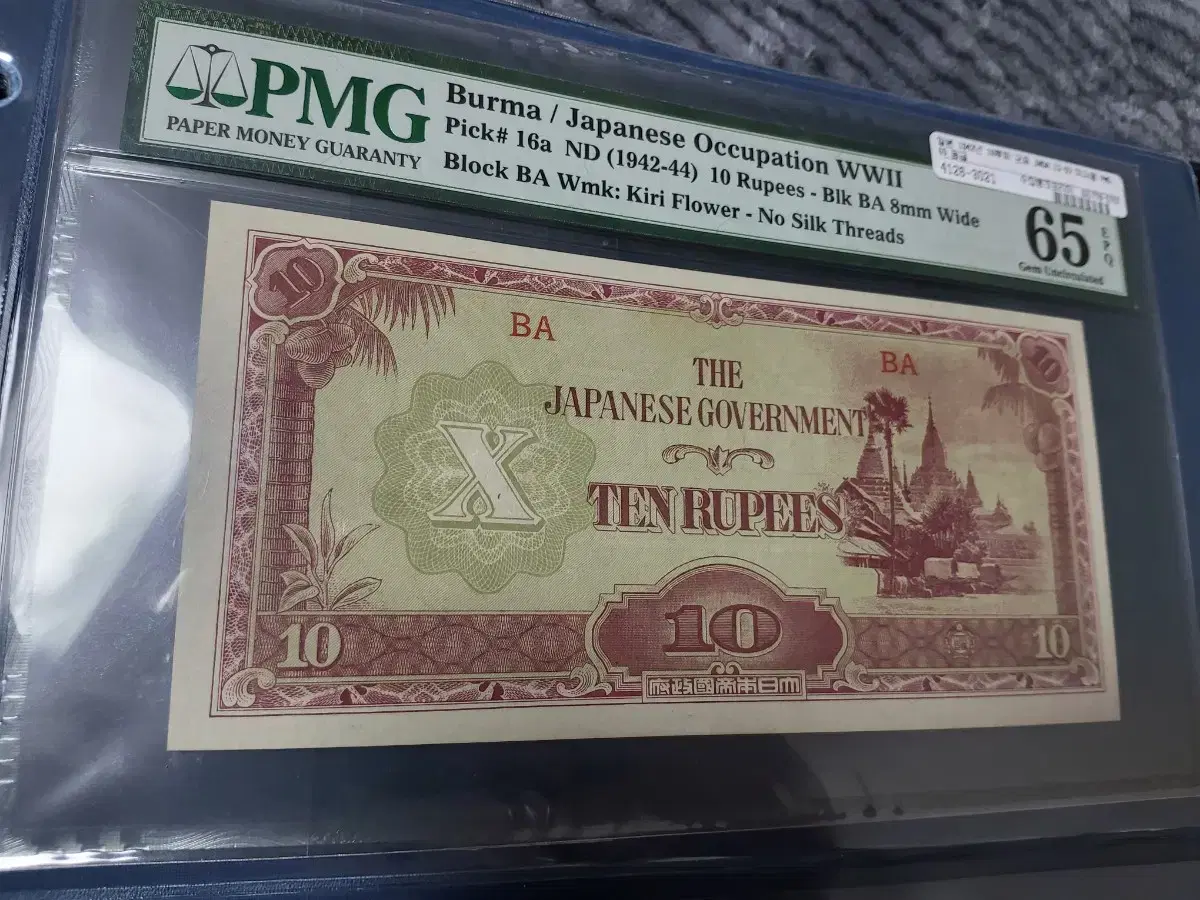 PMG
PAPER MONEY GUARANTY
Burma / Japanese Occupation WWII
Pick# 16a ND (1942-44) 10 Rupees - Blk BA 8mm Wide
Block BA Wmk: Kiri Flower - No Silk Threads
4128-3021
65
EPQ
Gem Uncirculated
10
10
BA
BA
THE
JAPANESE GOVERNMENT
X
TEN RUPEES
10
10
10
府政國帝本日大